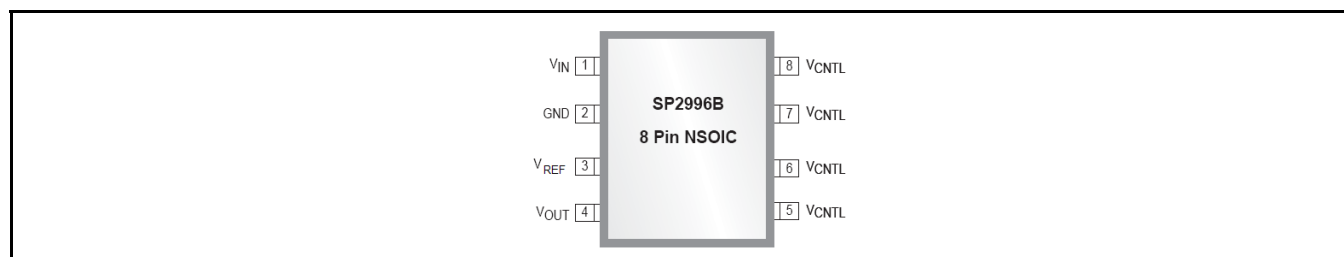 VIN 1
GND 2
VREF 3
VOUT 4
SP2996B
8 Pin NSOIC
8 VCNTL
7 VCNTL
6 VCNTL
5 VCNTL